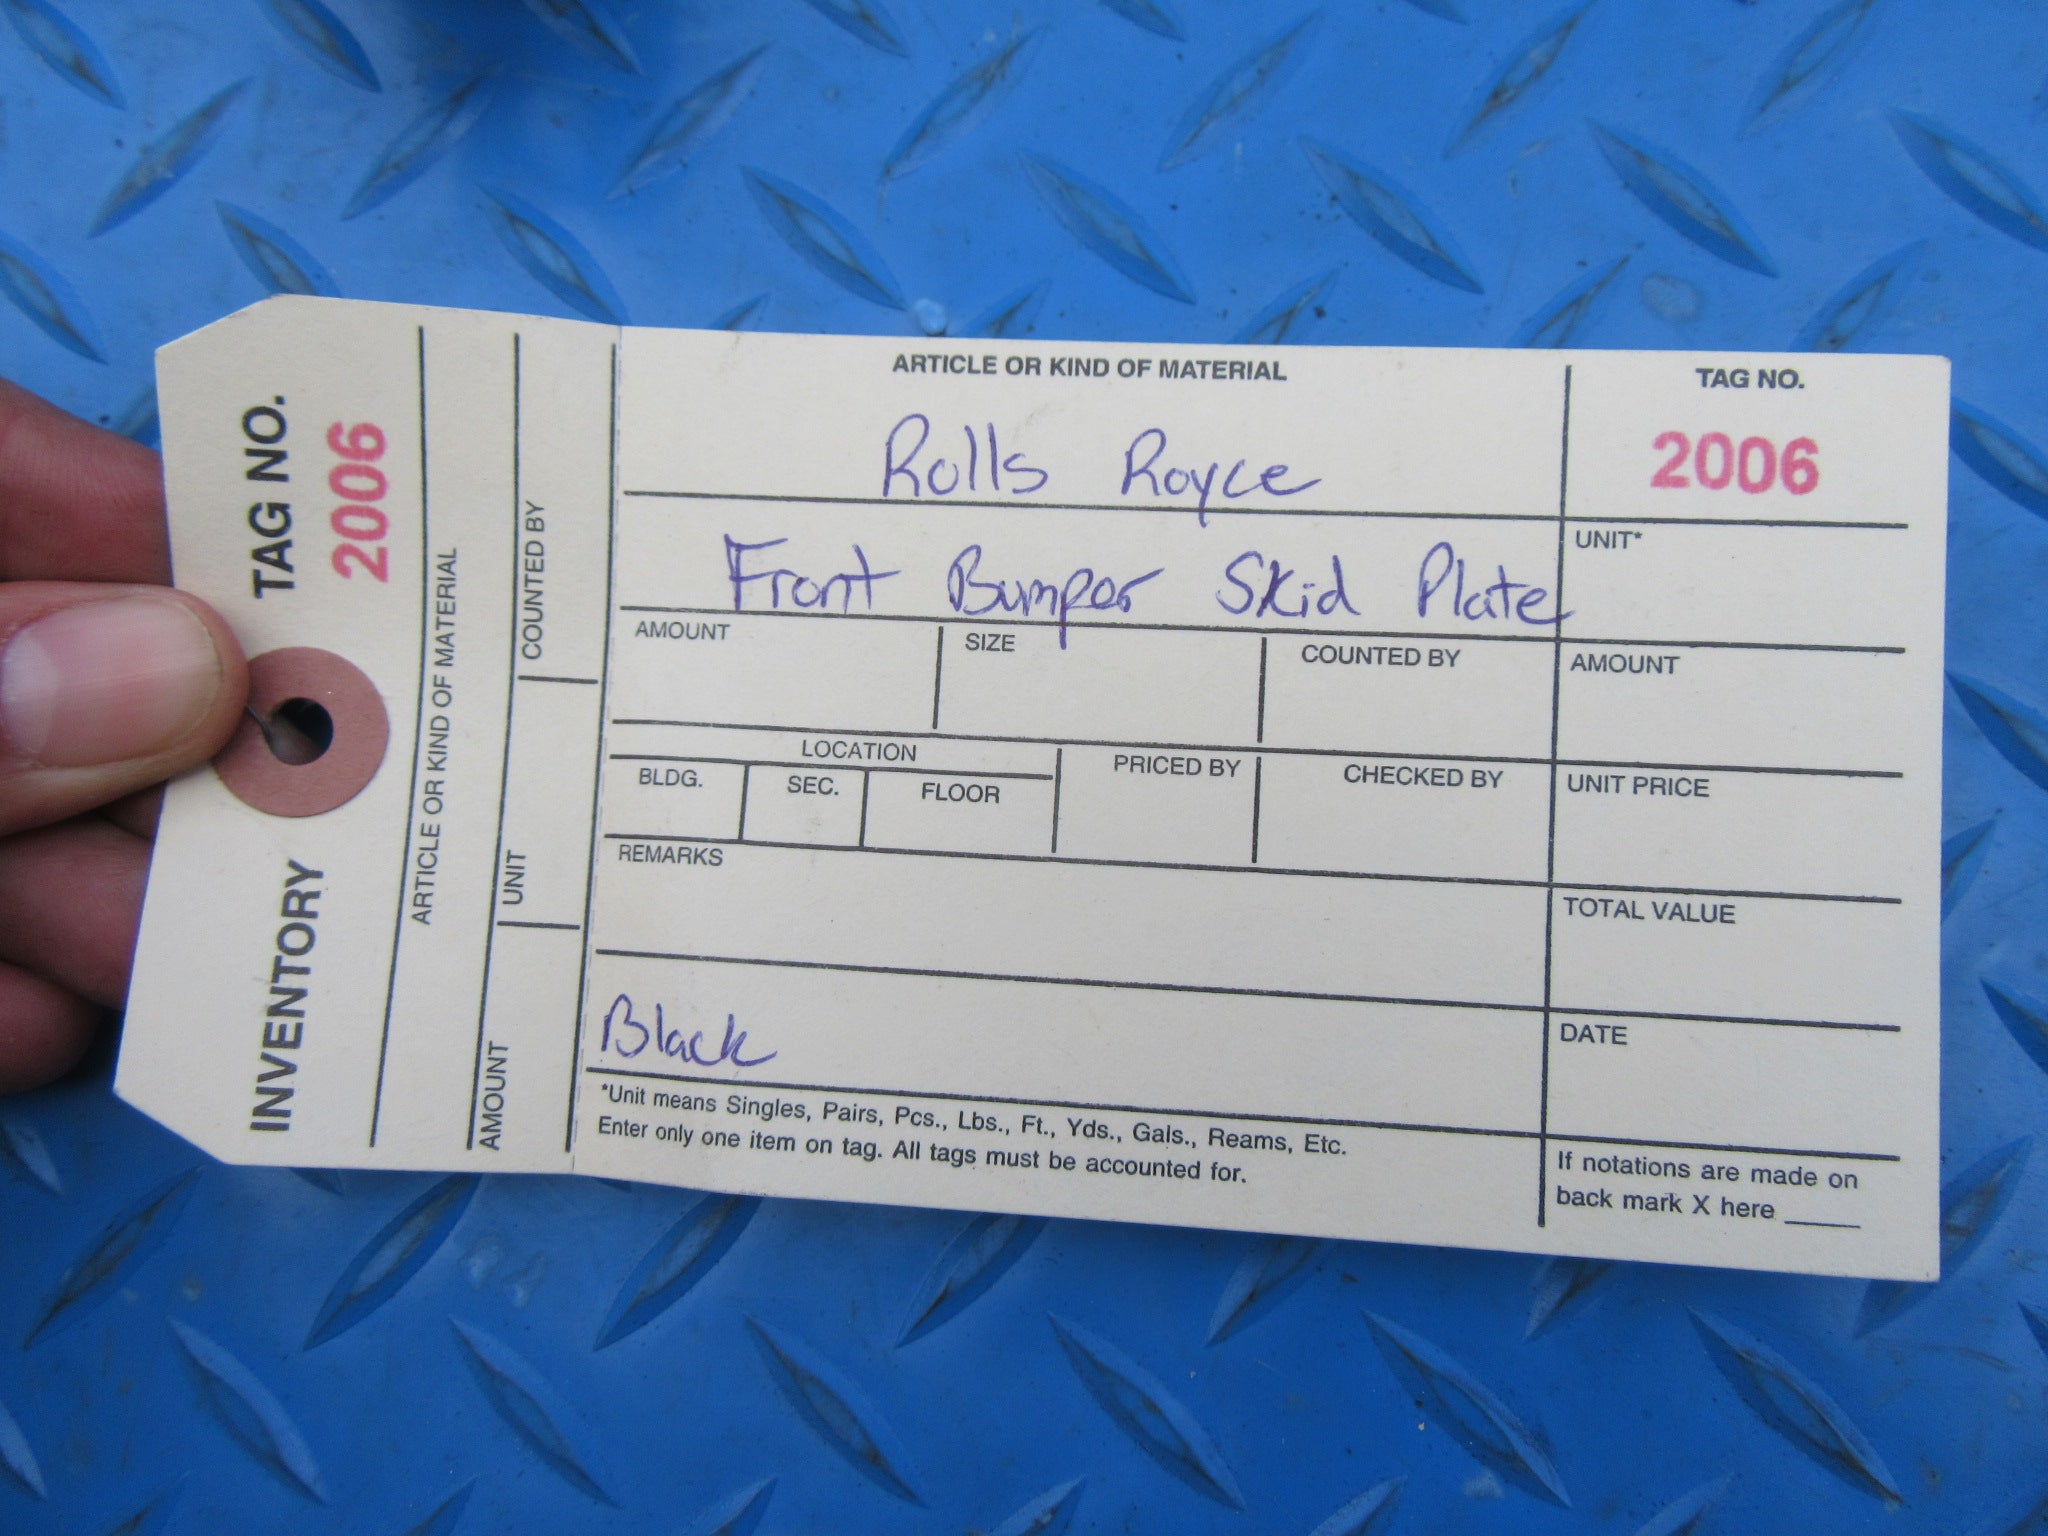 INVENTORY TAG NO.
2006
ARTICLE OR KIND OF MATERIAL
AMOUNT UNIT COUNTED BY
ARTICLE OR KIND OF MATERIAL
Rolls Royce
Front Bumper Skid Plate
TAG NO.
2006
UNIT*
AMOUNT SIZE COUNTED BY AMOUNT
LOCATION
BLDG. SEC. FLOOR PRICED BY CHECKED BY UNIT PRICE
REMARKS
TOTAL VALUE
Black
DATE
*Unit means Singles, Pairs, Pcs., Lbs., Ft., Yds., Gals., Reams, Etc.
Enter only one item on tag. All tags must be accounted for.
If notations are made on
back mark X here _____